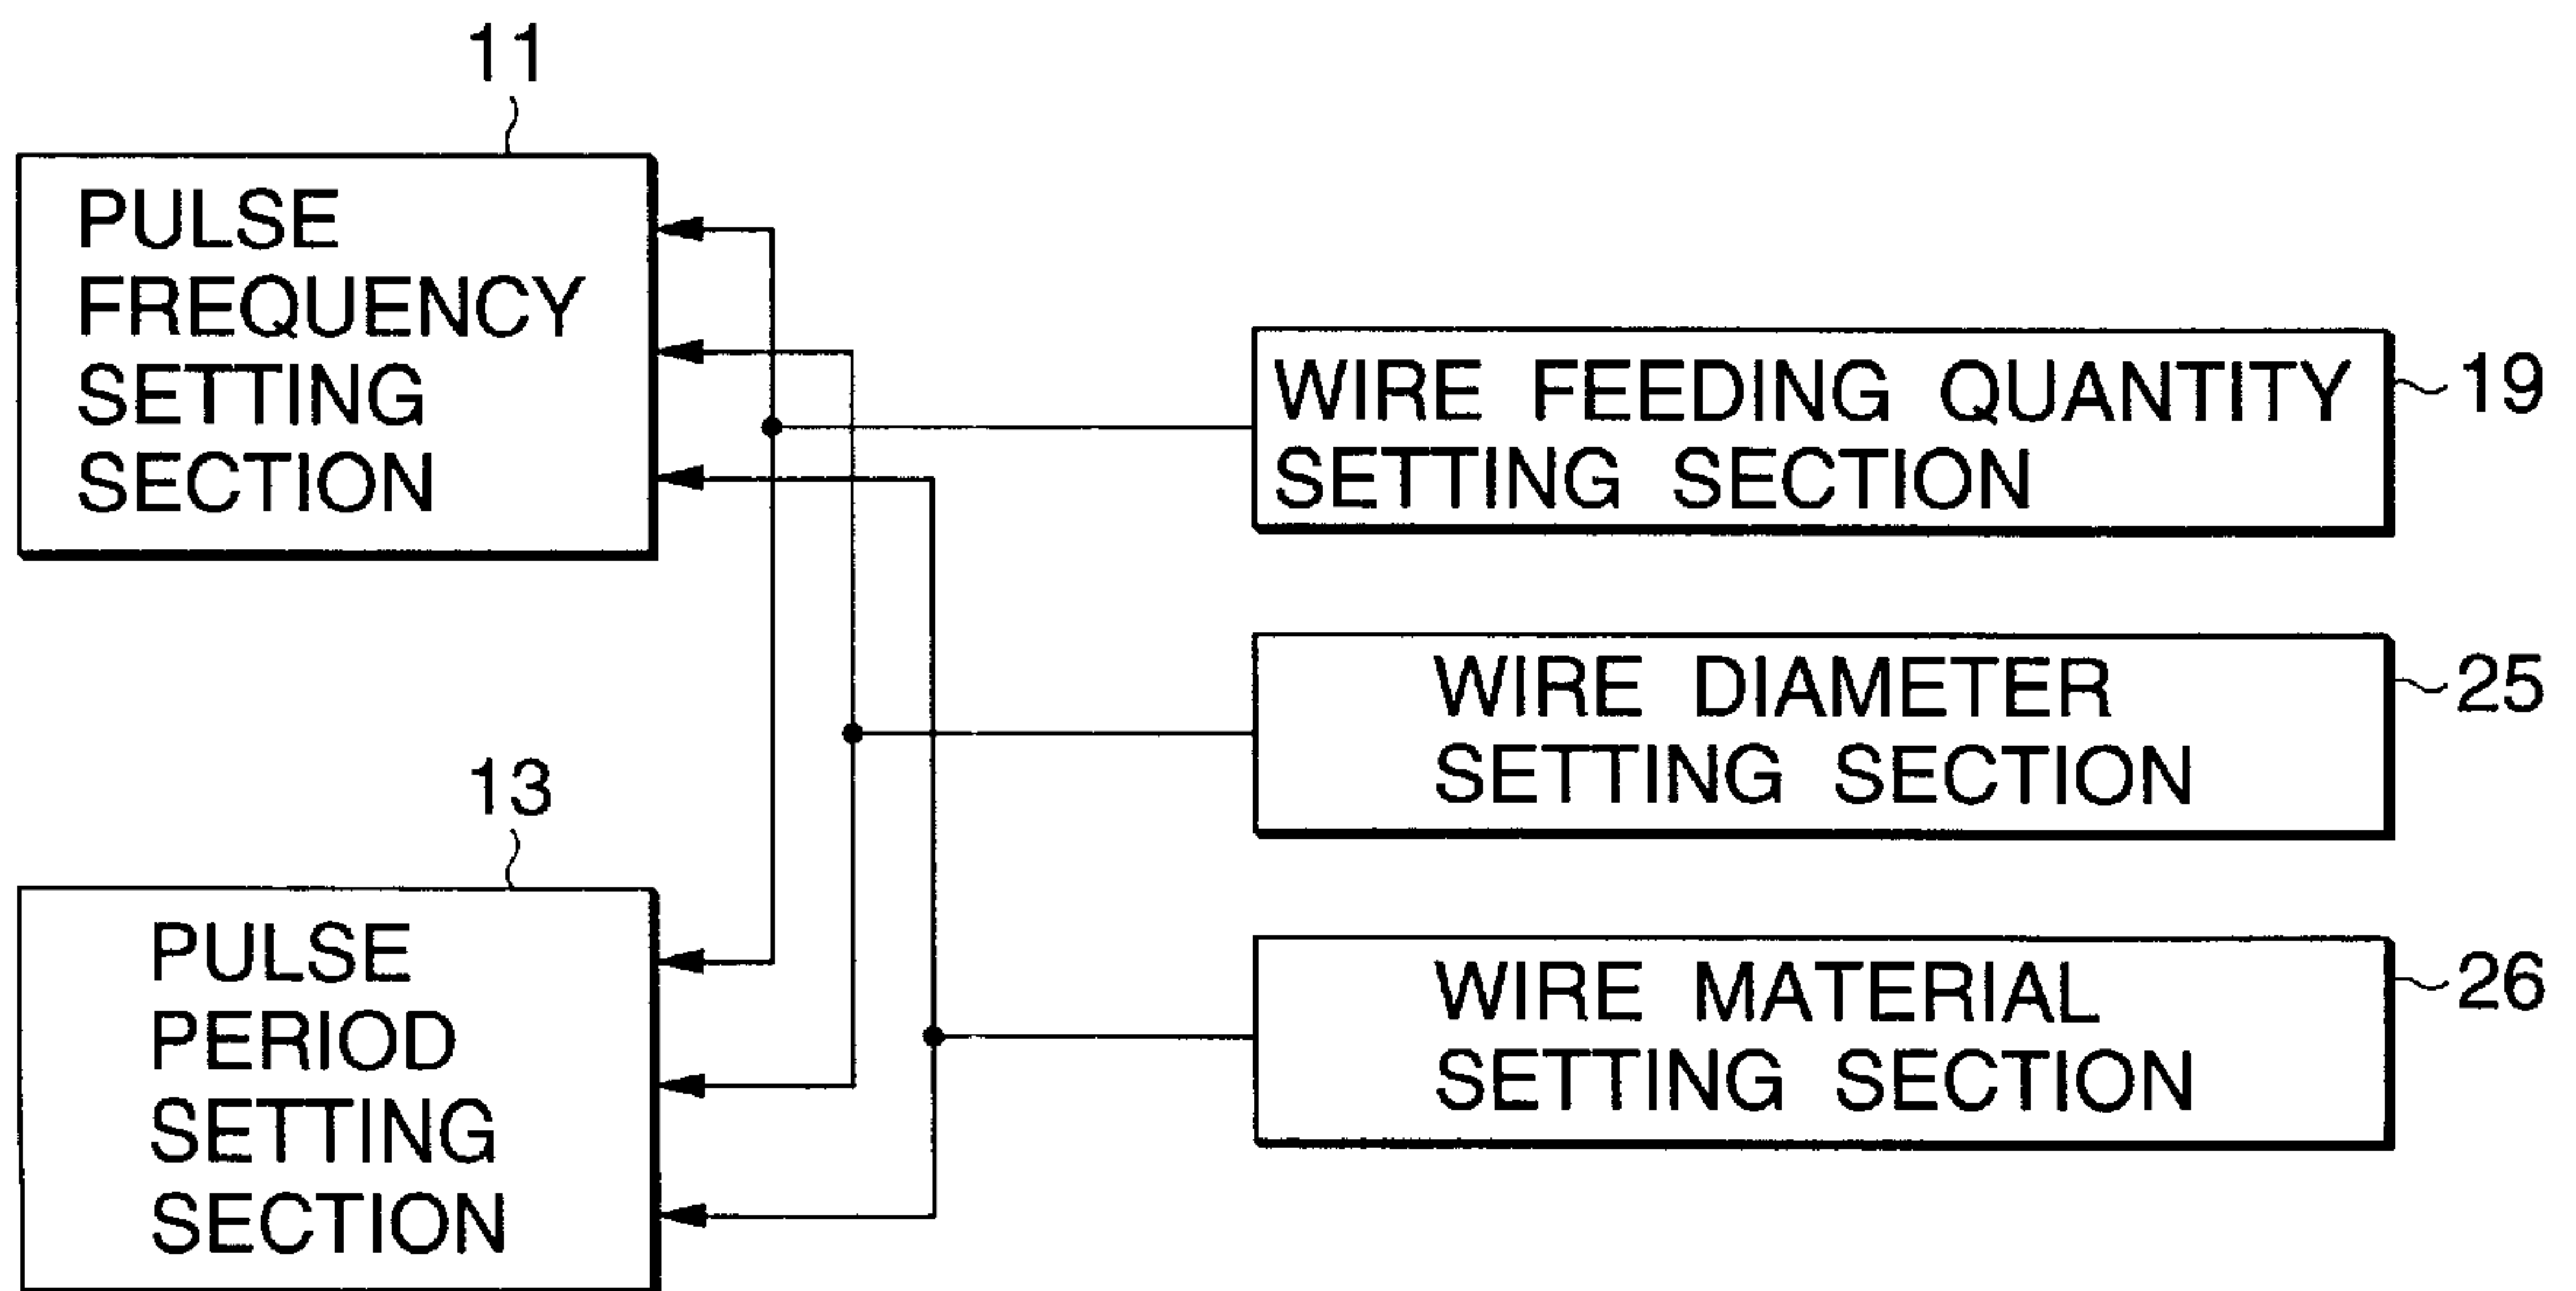 11
PULSE
FREQUENCY
SETTING
SECTION
WIRE FEEDING QUANTITY
SETTING SECTION
19
WIRE DIAMETER
SETTING SECTION
25
13
PULSE
PERIOD
SETTING
SECTION
WIRE MATERIAL
SETTING SECTION
26